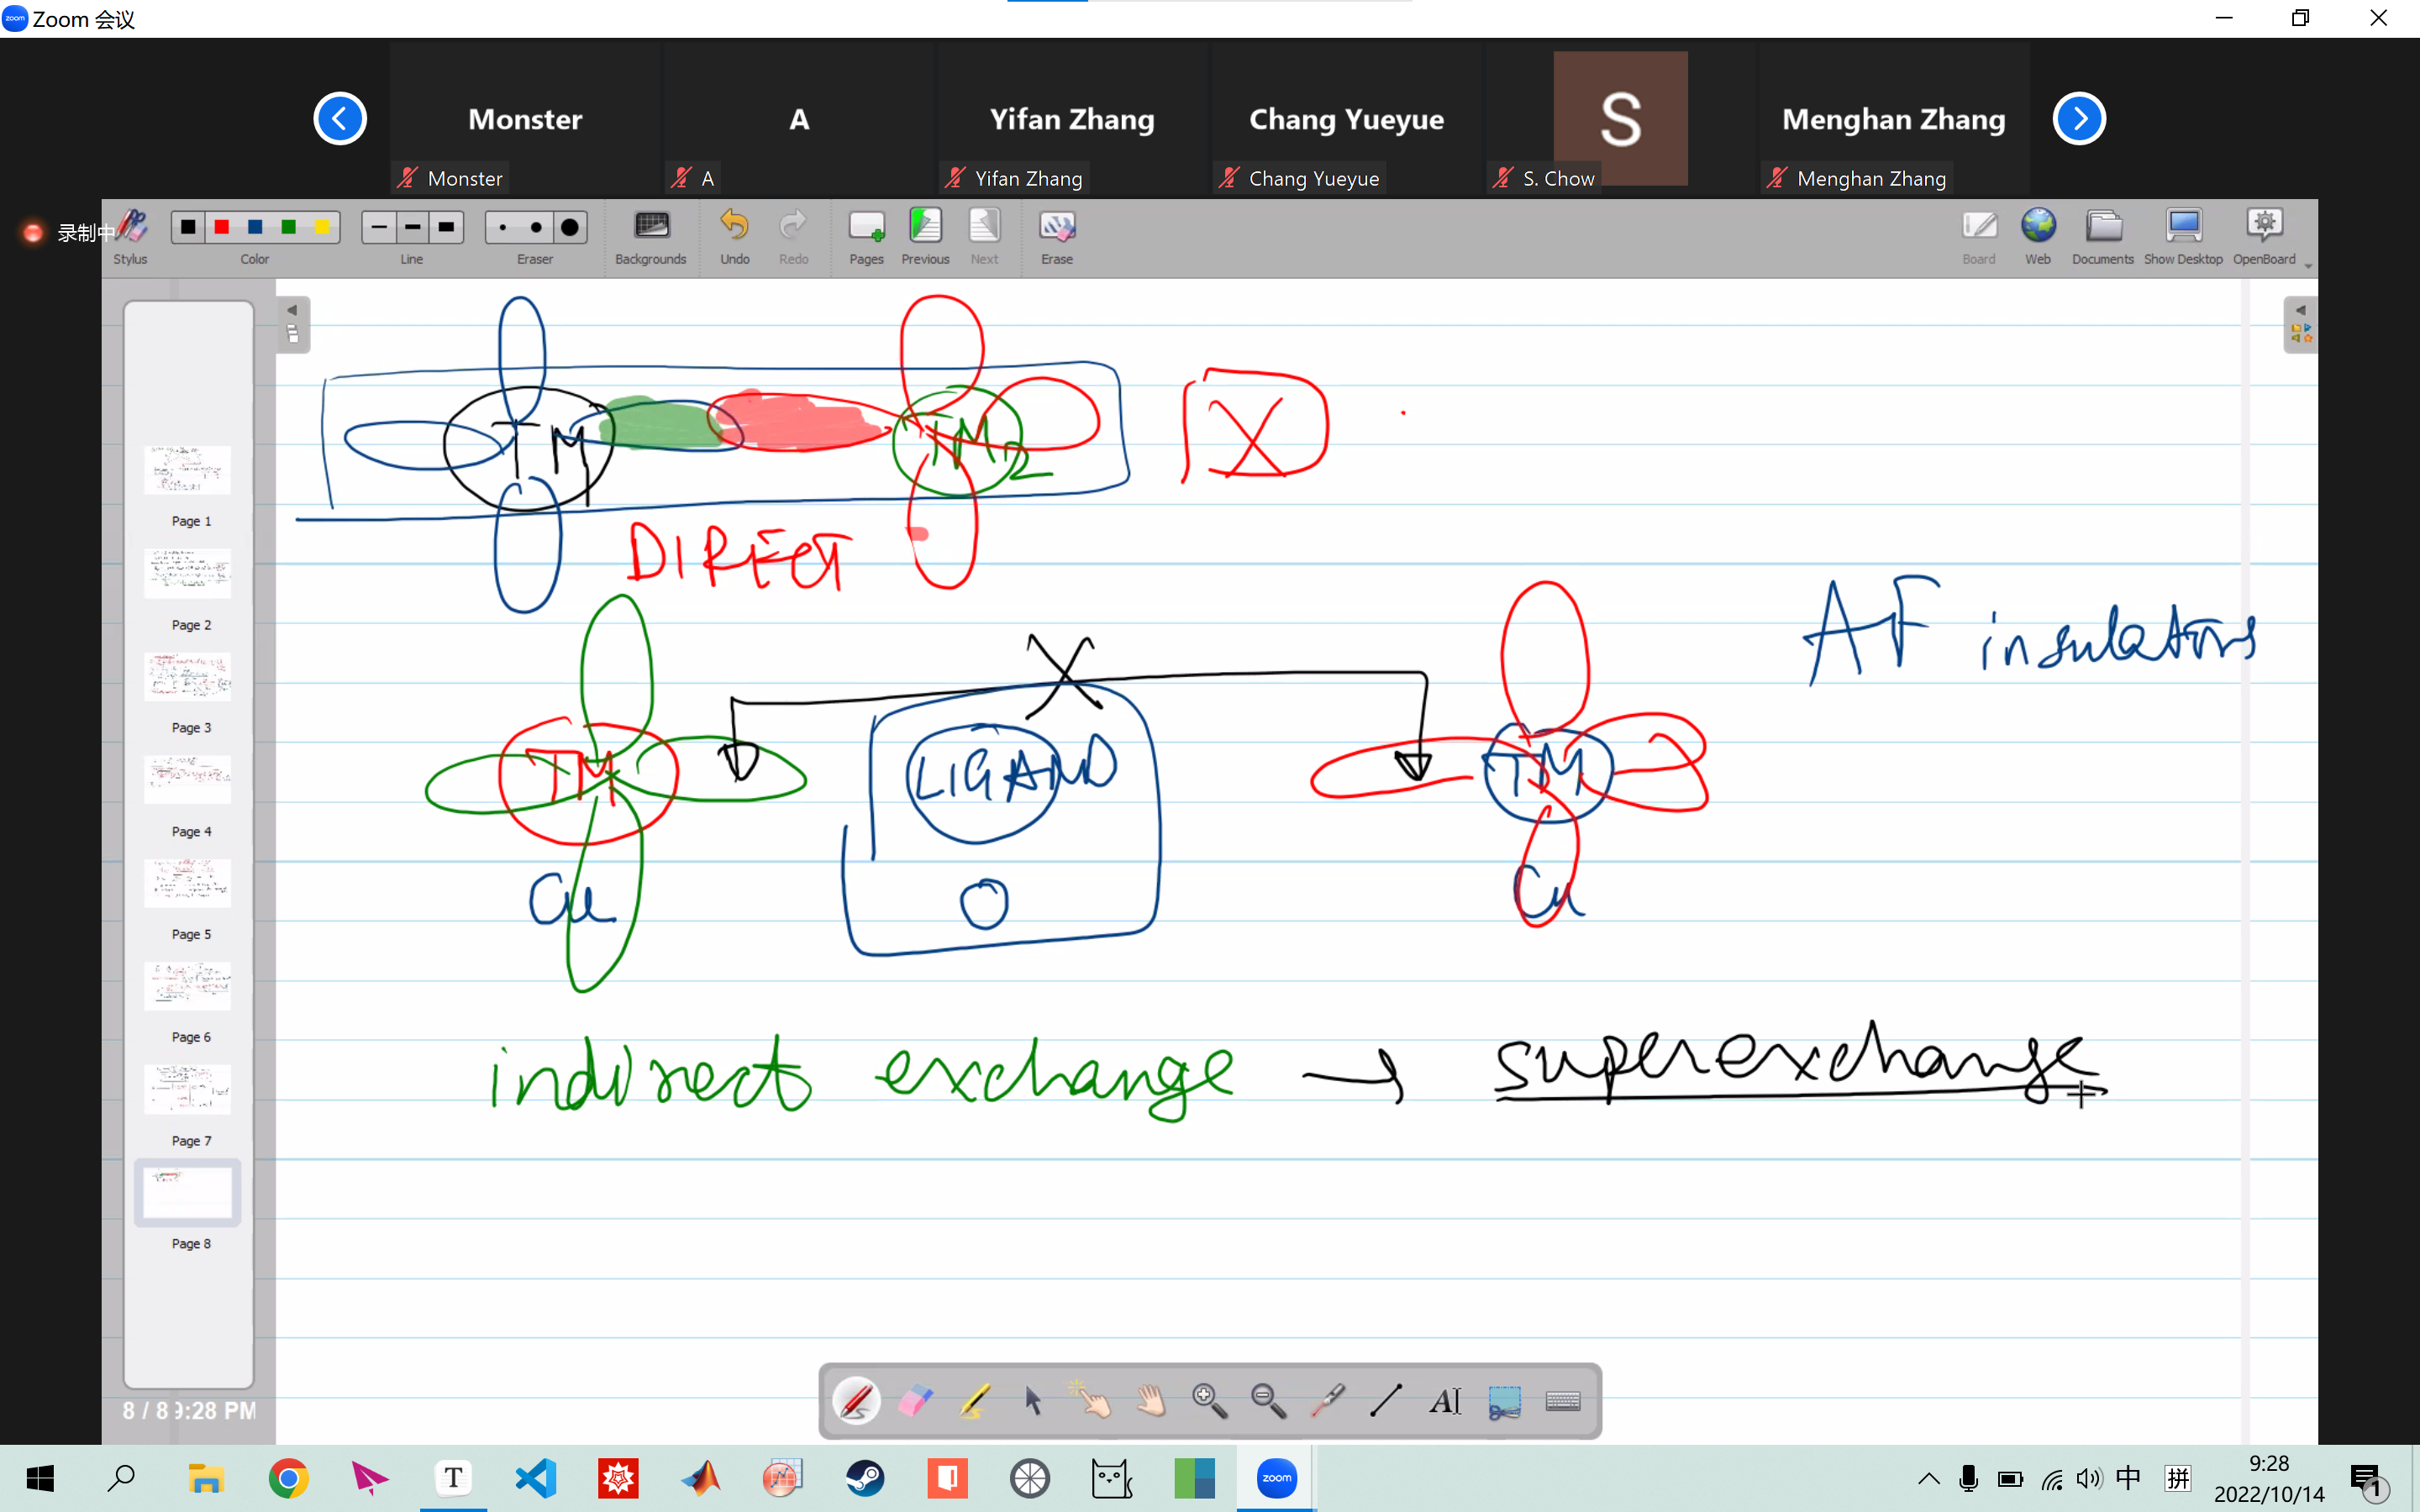 Zoom 会议
Monster
A
Yifan Zhang
Chang Yueyue
S
Menghan Zhang
Monster
A
Yifan Zhang
Chang Yueyue
S. Chow
Menghan Zhang
录制中
Stylus
Color
Line
Eraser
Backgrounds
Undo
Redo
Pages
Previous
Next
Erase
Board
Web
Documents
Show Desktop
OpenBoard
TM
TM2
X
DIRECT
X
AF insulators
TM
LIGAND
TM
Cu
O
Cu
indirect exchange → superexchange
Page 1
Page 2
Page 3
Page 4
Page 5
Page 6
Page 7
Page 8
8 / 8
9:28 PM
AI
T
zoom
中
拼
9:28
2022/10/14
1